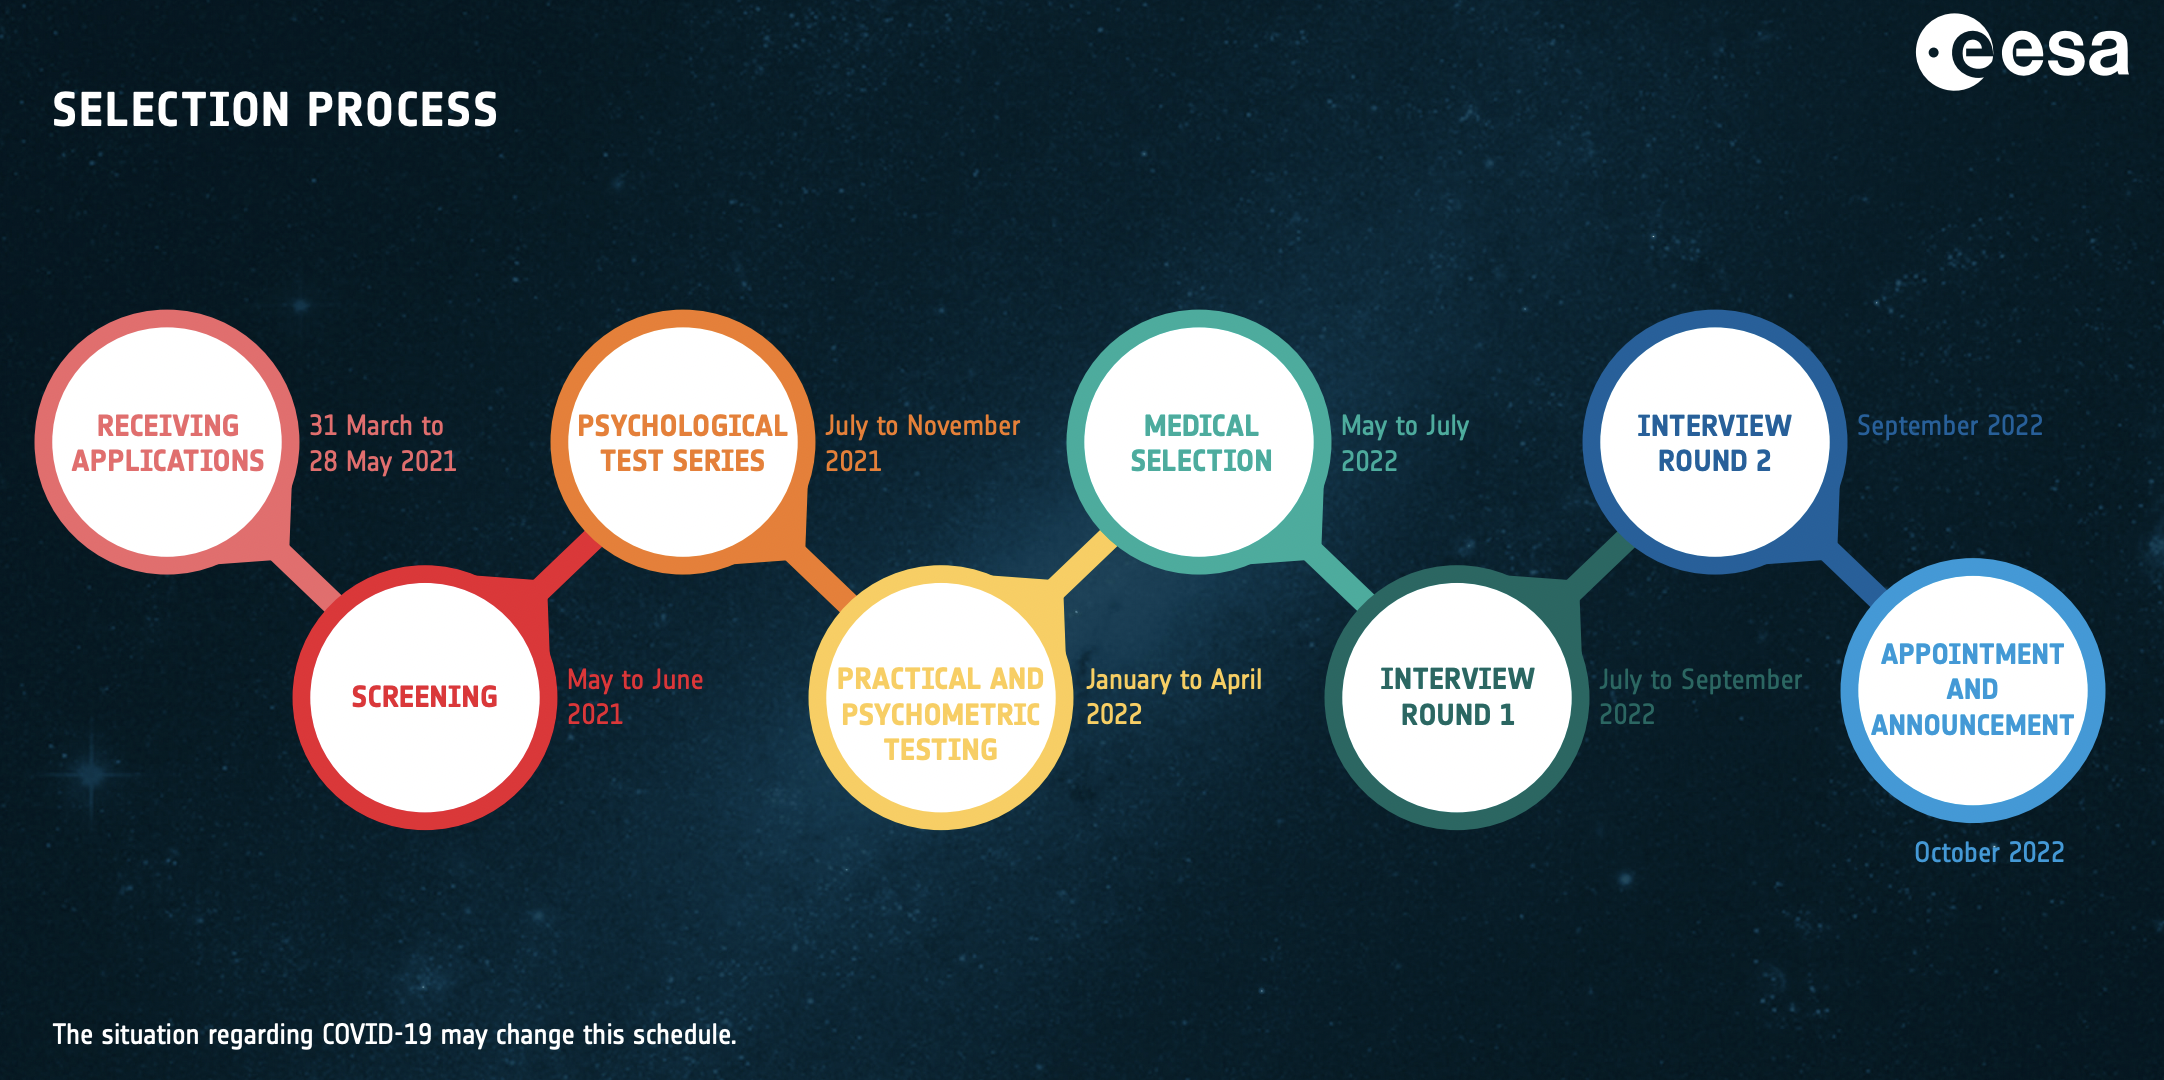 esa
SELECTION PROCESS
RECEIVING
APPLICATIONS
31 March to
28 May 2021
SCREENING
May to June
2021
PSYCHOLOGICAL
TEST SERIES
July to November
2021
PRACTICAL AND
PSYCHOMETRIC
TESTING
January to April
2022
MEDICAL
SELECTION
May to July
2022
INTERVIEW
ROUND 1
July to September
2022
INTERVIEW
ROUND 2
September 2022
APPOINTMENT
AND
ANNOUNCEMENT
October 2022
The situation regarding COVID-19 may change this schedule.